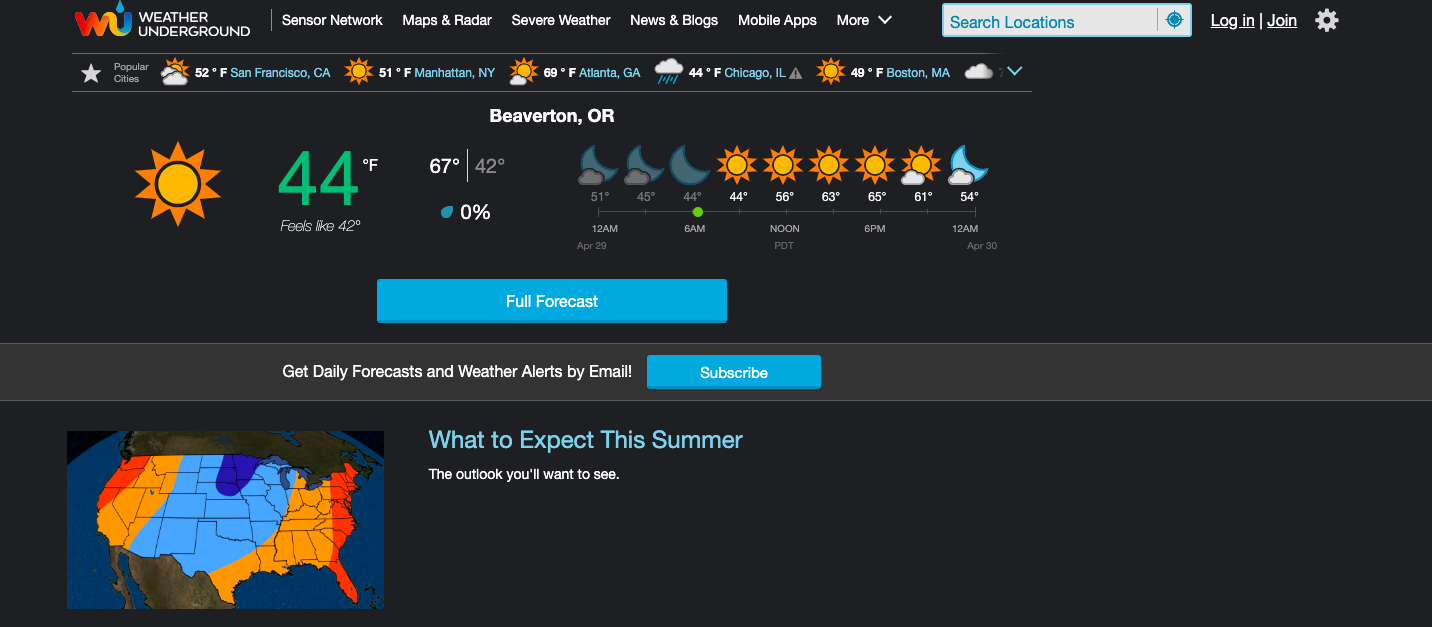 WEATHER
UNDERGROUND
Sensor Network Maps & Radar Severe Weather News & Blogs Mobile Apps More
Search Locations
Log in | Join
Popular
Cities
52 ° F San Francisco, CA 51 ° F Manhattan, NY 69 ° F Atlanta, GA 44 ° F Chicago, IL 49 ° F Boston, MA
Beaverton, OR
44 °F
Feels like 42°
67° 42°
0%
51° 45° 44° 44° 56° 63° 65° 61° 54°
12AM 6AM NOON 6PM 12AM
Apr 29 PDT Apr 30
Full Forecast
Get Daily Forecasts and Weather Alerts by Email! Subscribe
What to Expect This Summer
The outlook you'll want to see.